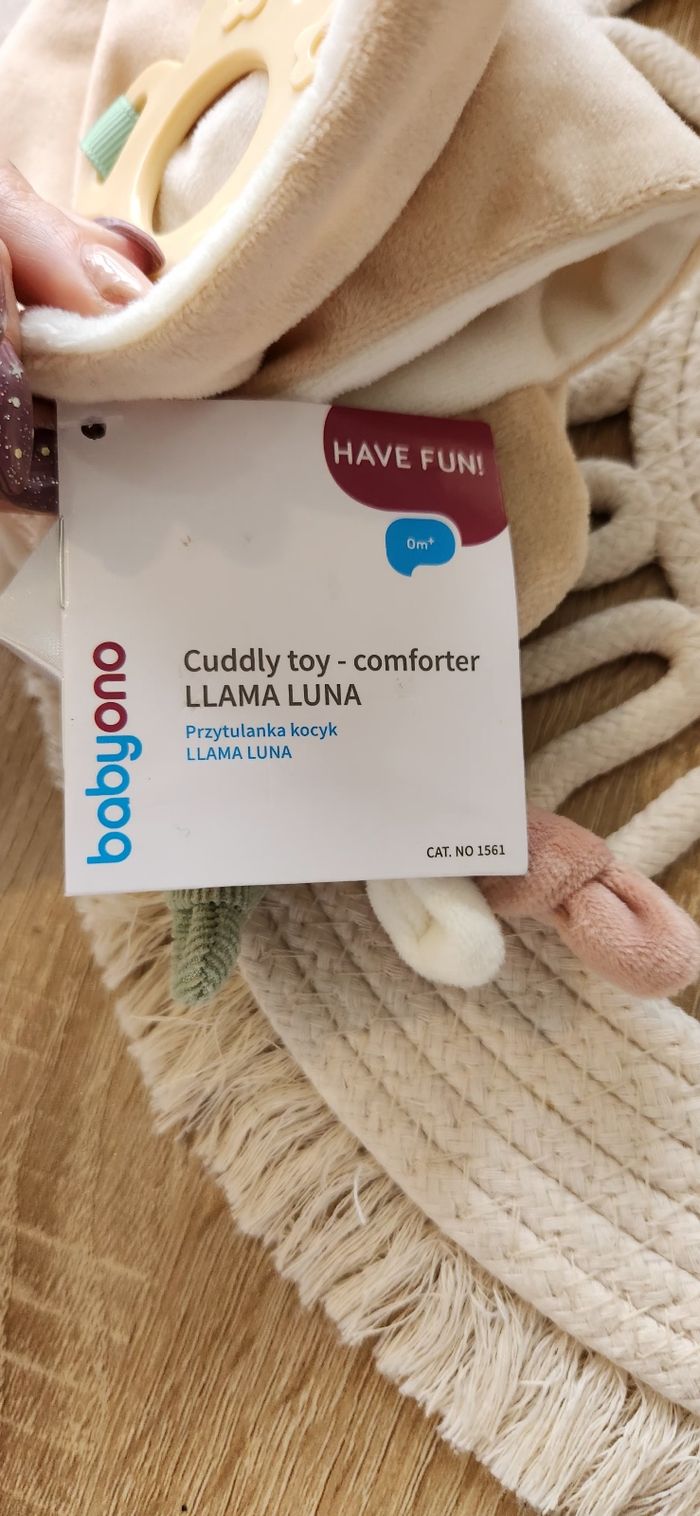 HAVE FUN!
0m+
babyono
Cuddly toy - comforter
LLAMA LUNA
Przytulanka kocyk
LLAMA LUNA
CAT. NO 1561